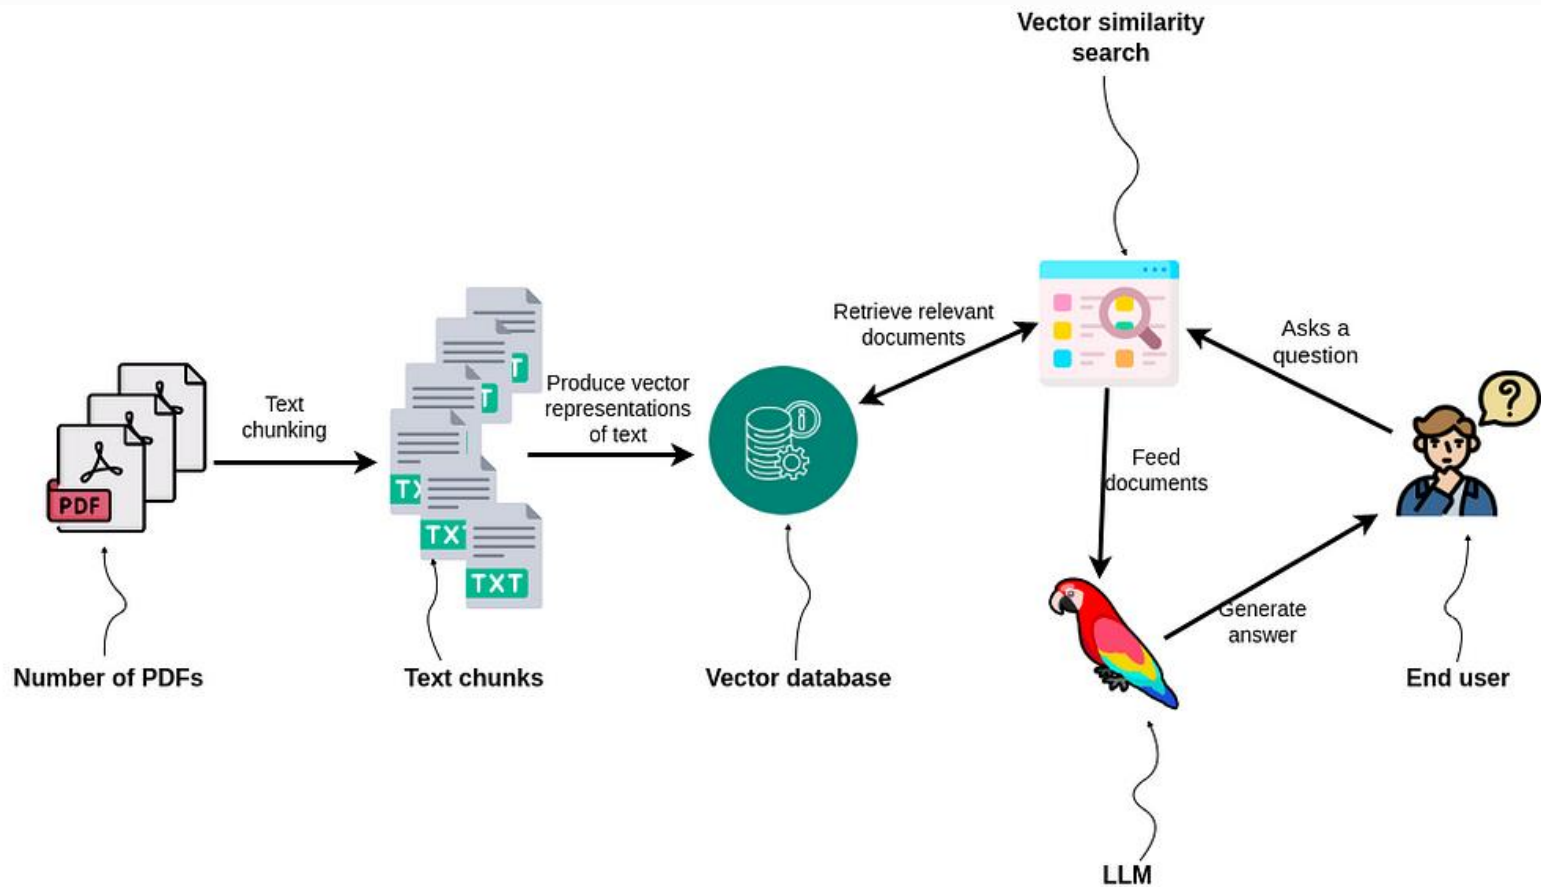 Vector similarity
search
Retrieve relevant
documents
Asks a
question
Text
chunking
Produce vector
representations
of text
Feed
documents
PDF
TXT
TXT
TXT
T
T
Generate
answer
Number of PDFs
Text chunks
Vector database
End user
LLM
?
i